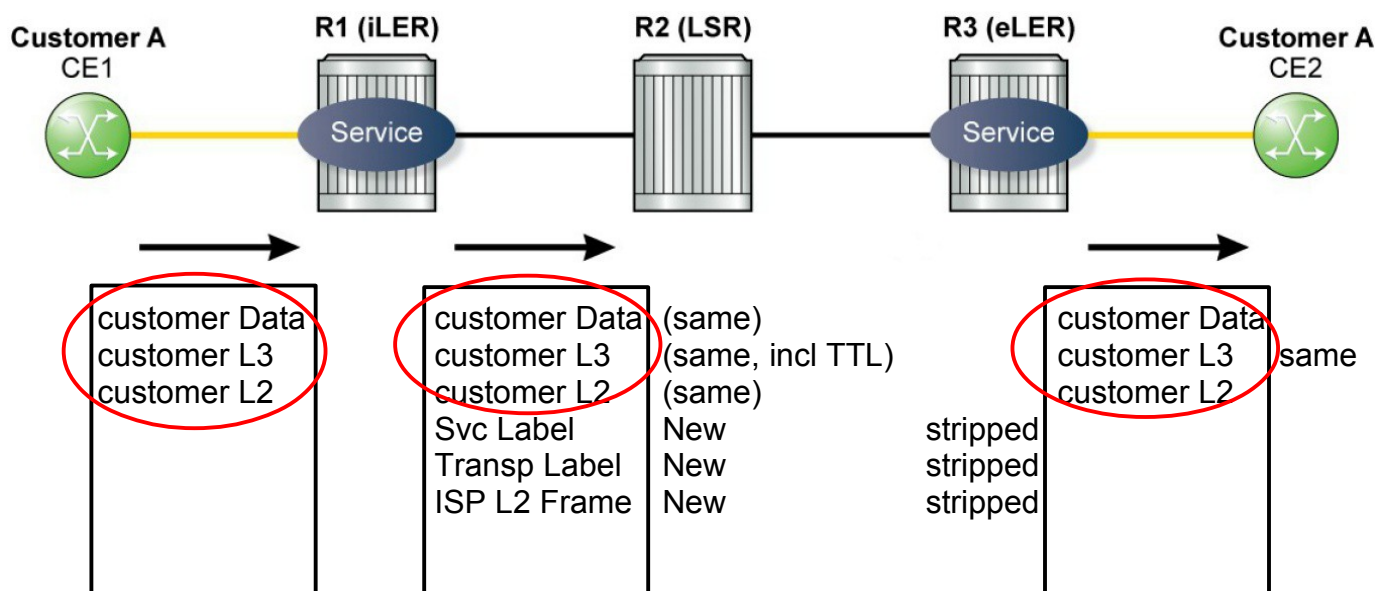 Customer A
CE1
R1 (iLER)
R2 (LSR)
R3 (eLER)
Customer A
CE2
Service
Service
customer Data
customer L3
customer L2
customer Data (same)
customer L3 (same, incl TTL)
customer L2 (same)
Svc Label New stripped
Transp Label New stripped
ISP L2 Frame New stripped
customer Data
customer L3 same
customer L2